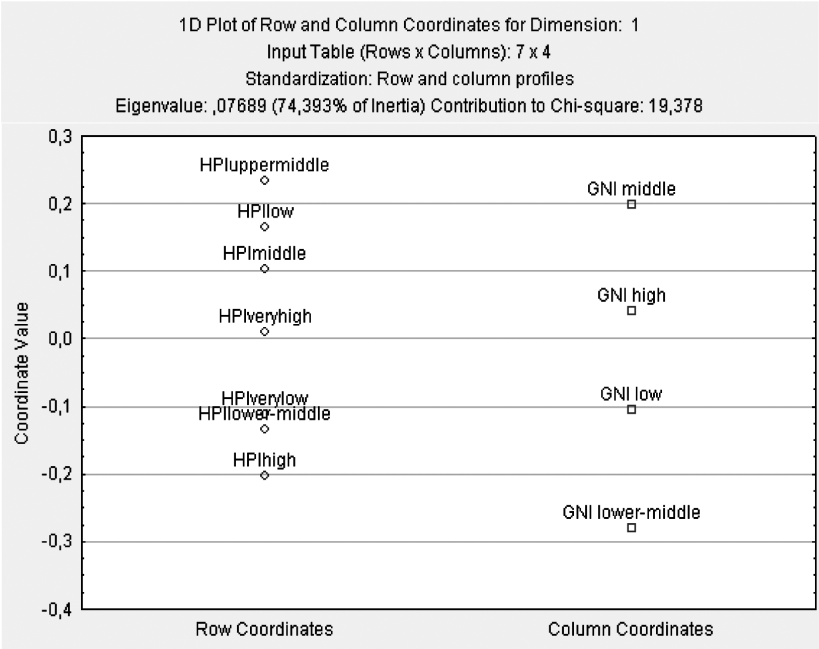 1D Plot of Row and Column Coordinates for Dimension: 1
Input Table (Rows x Columns): 7 x 4
Standardization: Row and column profiles
Eigenvalue: ,07689 (74,393% of Inertia) Contribution to Chi-square: 19,378
0,3
0,2
0,1
0,0
-0,1
-0,2
-0,3
-0,4
Coordinate Value
HPIuppermiddle
HPIlow
HPImiddle
HPIveryhigh
HPIverylow
HPIlower-middle
HPIhigh
GNI middle
GNI high
GNI low
GNI lower-middle
Row Coordinates
Column Coordinates